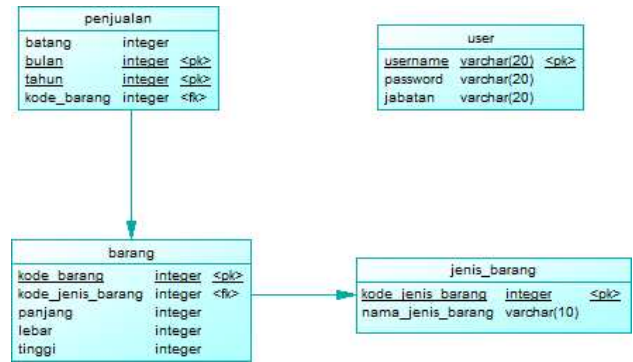 penjualan
batang integer
bulan integer <pk>
tahun integer <pk>
kode_barang integer <fk>
user
username varchar(20) <pk>
password varchar(20)
jabatan varchar(20)
barang
kode_barang integer <pk>
kode_jenis_barang integer <fk>
panjang integer
lebar integer
tinggi integer
jenis_barang
kode_jenis_barang integer <pk>
nama_jenis_barang varchar(10)